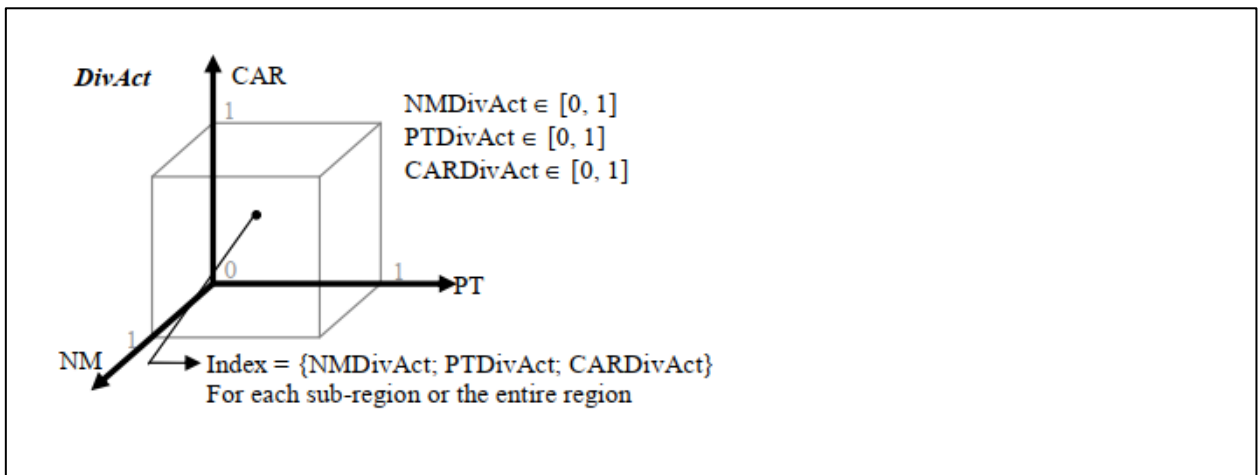 DivAct
CAR
1
NMDivAct ∈ [0, 1]
PTDivAct ∈ [0, 1]
CARDivAct ∈ [0, 1]
0
1
PT
1
NM
Index = {NMDivAct; PTDivAct; CARDivAct}
For each sub-region or the entire region